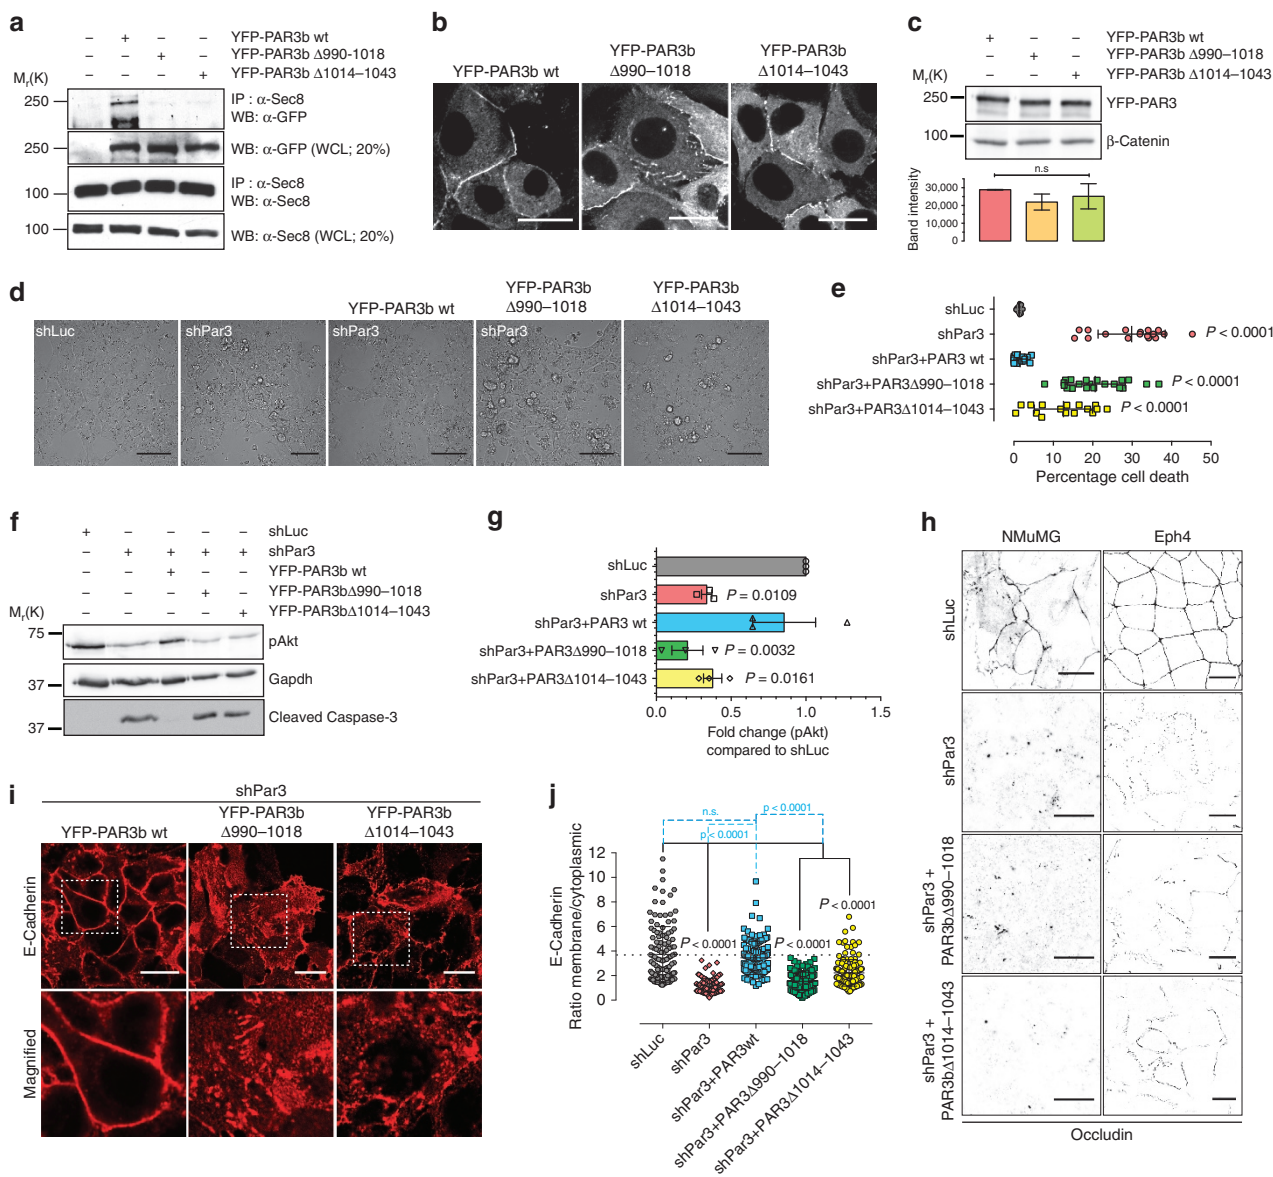 a
– + – – YFP-PAR3b wt
– – + – YFP-PAR3b Δ990-1018
– – – + YFP-PAR3b Δ1014–1043
Mr(K)
250
IP : α-Sec8
WB: α-GFP
250
WB: α-GFP (WCL; 20%)
100
IP : α-Sec8
WB: α-Sec8
100
WB: α-Sec8 (WCL; 20%)
b
YFP-PAR3b wt
YFP-PAR3b
Δ990–1018
YFP-PAR3b
Δ1014–1043
c
+ – – YFP-PAR3b wt
– + – YFP-PAR3b Δ990–1018
– – + YFP-PAR3b Δ1014–1043
Mr(K)
250
YFP-PAR3
100
β-Catenin
n.s
Band intensity
30,000
20,000
10,000
0
d
YFP-PAR3b wt
YFP-PAR3b
Δ990–1018
YFP-PAR3b
Δ1014–1043
shLuc
shPar3
shPar3
shPar3
e
shLuc
shPar3
P < 0.0001
shPar3+PAR3 wt
shPar3+PAR3Δ990–1018
P < 0.0001
shPar3+PAR3Δ1014–1043
P < 0.0001
0 10 20 30 40 50
Percentage cell death
f
+ – – – – shLuc
– + + + + shPar3
– – + – – YFP-PAR3b wt
– – – + – YFP-PAR3bΔ990–1018
– – – – + YFP-PAR3bΔ1014–1043
Mr(K)
75
pAkt
37
Gapdh
37
Cleaved Caspase-3
g
shLuc
shPar3
P = 0.0109
shPar3+PAR3 wt
shPar3+PAR3Δ990–1018
P = 0.0032
shPar3+PAR3Δ1014–1043
P = 0.0161
0.0 0.5 1.0 1.5
Fold change (pAkt)
compared to shLuc
h
NMuMG
Eph4
shLuc
shPar3
shPar3 +
PAR3bΔ990–1018
shPar3 +
PAR3bΔ1014–1043
Occludin
i
shPar3
YFP-PAR3b wt
YFP-PAR3b
Δ990–1018
YFP-PAR3b
Δ1014–1043
E-Cadherin
Magnified
j
n.s.
p < 0.0001
p < 0.0001
E-Cadherin
Ratio membrane/cytoplasmic
12
10
8
6
4
2
0
P < 0.0001
P < 0.0001
P < 0.0001
shLuc
shPar3
shPar3+PAR3wt
shPar3+PAR3Δ990–1018
shPar3+PAR3Δ1014–1043